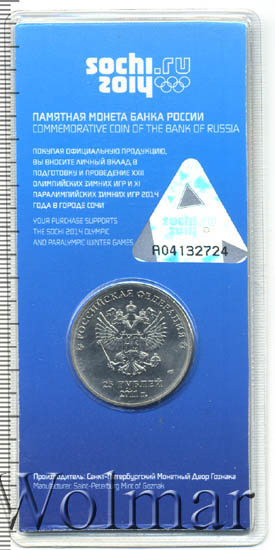 sochi.ru
2014
ПАМЯТНАЯ МОНЕТА БАНКА РОССИИ
COMMEMORATIVE COIN OF THE BANK OF RUSSIA
ПОКУПАЯ ОФИЦИАЛЬНУЮ ПРОДУКЦИЮ,
ВЫ ВНОСИТЕ ЛИЧНЫЙ ВКЛАД В
ПОДГОТОВКУ И ПРОВЕДЕНИЕ XXII
ОЛИМПИЙСКИХ ЗИМНИХ ИГР И XI
ПАРАЛИМПИЙСКИХ ЗИМНИХ ИГР 2014
ГОДА В ГОРОДЕ СОЧИ
YOUR PURCHASE SUPPORTS
THE SOCHI 2014 OLYMPIC
AND PARALYMPIC WINTER GAMES
sochi.ru
2014
A04132724
РОССИЙСКАЯ ФЕДЕРАЦИЯ
25 РУБЛЕЙ
Производитель: Санкт-Петербургский Монетный Двор Гознака
Manufacturer: Saint-Petersburg Mint of Goznak
Wolmar